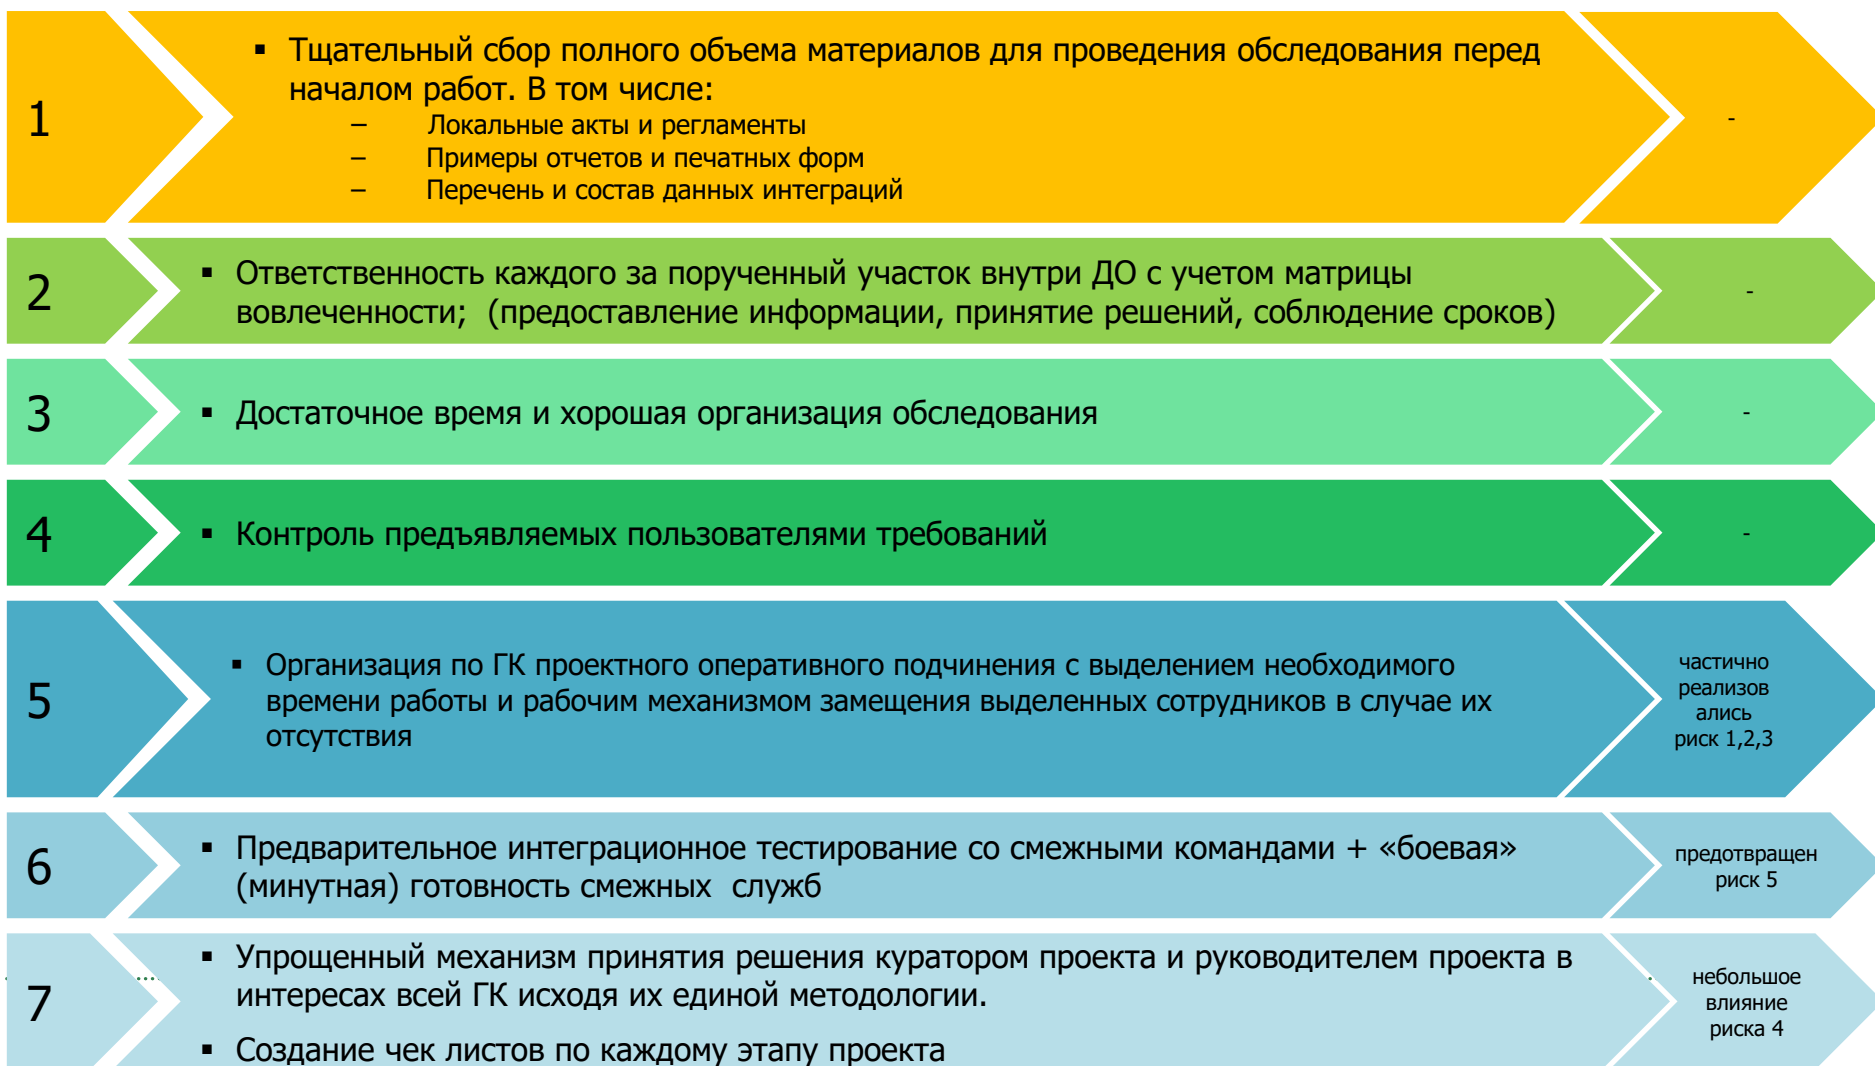 1
▪ Тщательный сбор полного объема материалов для проведения обследования перед
началом работ. В том числе:
– Локальные акты и регламенты
– Примеры отчетов и печатных форм
– Перечень и состав данных интеграций
-
2
▪ Ответственность каждого за порученный участок внутри ДО с учетом матрицы
вовлеченности; (предоставление информации, принятие решений, соблюдение сроков)
-
3
▪ Достаточное время и хорошая организация обследования
-
4
▪ Контроль предъявляемых пользователями требований
-
5
▪ Организация по ГК проектного оперативного подчинения с выделением необходимого
времени работы и рабочим механизмом замещения выделенных сотрудников в случае их
отсутствия
частично
реализов
ались
риск 1,2,3
6
▪ Предварительное интеграционное тестирование со смежными командами + «боевая»
(минутная) готовность смежных служб
предотвращен
риск 5
7
▪ Упрощенный механизм принятия решения куратором проекта и руководителем проекта в
интересах всей ГК исходя их единой методологии.
▪ Создание чек листов по каждому этапу проекта
небольшое
влияние
риска 4